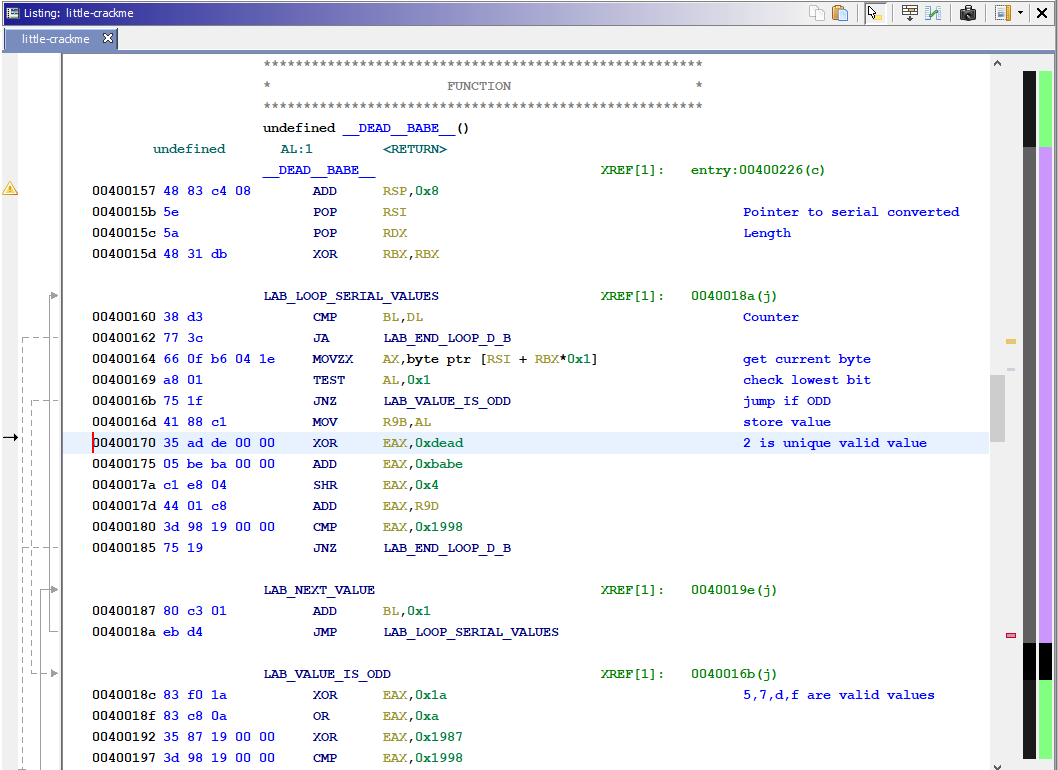 Listing: little-crackme
little-crackme
*******************************************************
* FUNCTION *
*******************************************************
undefined __DEAD__BABE__()
undefined AL:1 <RETURN>
__DEAD__BABE__ XREF[1]: entry:00400226(c)
00400157 48 83 c4 08 ADD RSP,0x8
0040015b 5e POP RSI Pointer to serial converted
0040015c 5a POP RDX Length
0040015d 48 31 db XOR RBX,RBX
LAB_LOOP_SERIAL_VALUES XREF[1]: 0040018a(j)
00400160 38 d3 CMP BL,DL Counter
00400162 77 3c JA LAB_END_LOOP_D_B
00400164 66 0f b6 04 1e MOVZX AX,byte ptr [RSI + RBX*0x1] get current byte
00400169 a8 01 TEST AL,0x1 check lowest bit
0040016b 75 1f JNZ LAB_VALUE_IS_ODD jump if ODD
0040016d 41 88 c1 MOV R9B,AL store value
00400170 35 ad de 00 00 XOR EAX,0xdead 2 is unique valid value
00400175 05 be ba 00 00 ADD EAX,0xbabe
0040017a c1 e8 04 SHR EAX,0x4
0040017d 44 01 c8 ADD EAX,R9D
00400180 3d 98 19 00 00 CMP EAX,0x1998
00400185 75 19 JNZ LAB_END_LOOP_D_B
LAB_NEXT_VALUE XREF[1]: 0040019e(j)
00400187 80 c3 01 ADD BL,0x1
0040018a eb d4 JMP LAB_LOOP_SERIAL_VALUES
LAB_VALUE_IS_ODD XREF[1]: 0040016b(j)
0040018c 83 f0 1a XOR EAX,0x1a 5,7,d,f are valid values
0040018f 83 c8 0a OR EAX,0xa
00400192 35 87 19 00 00 XOR EAX,0x1987
00400197 3d 98 19 00 00 CMP EAX,0x1998